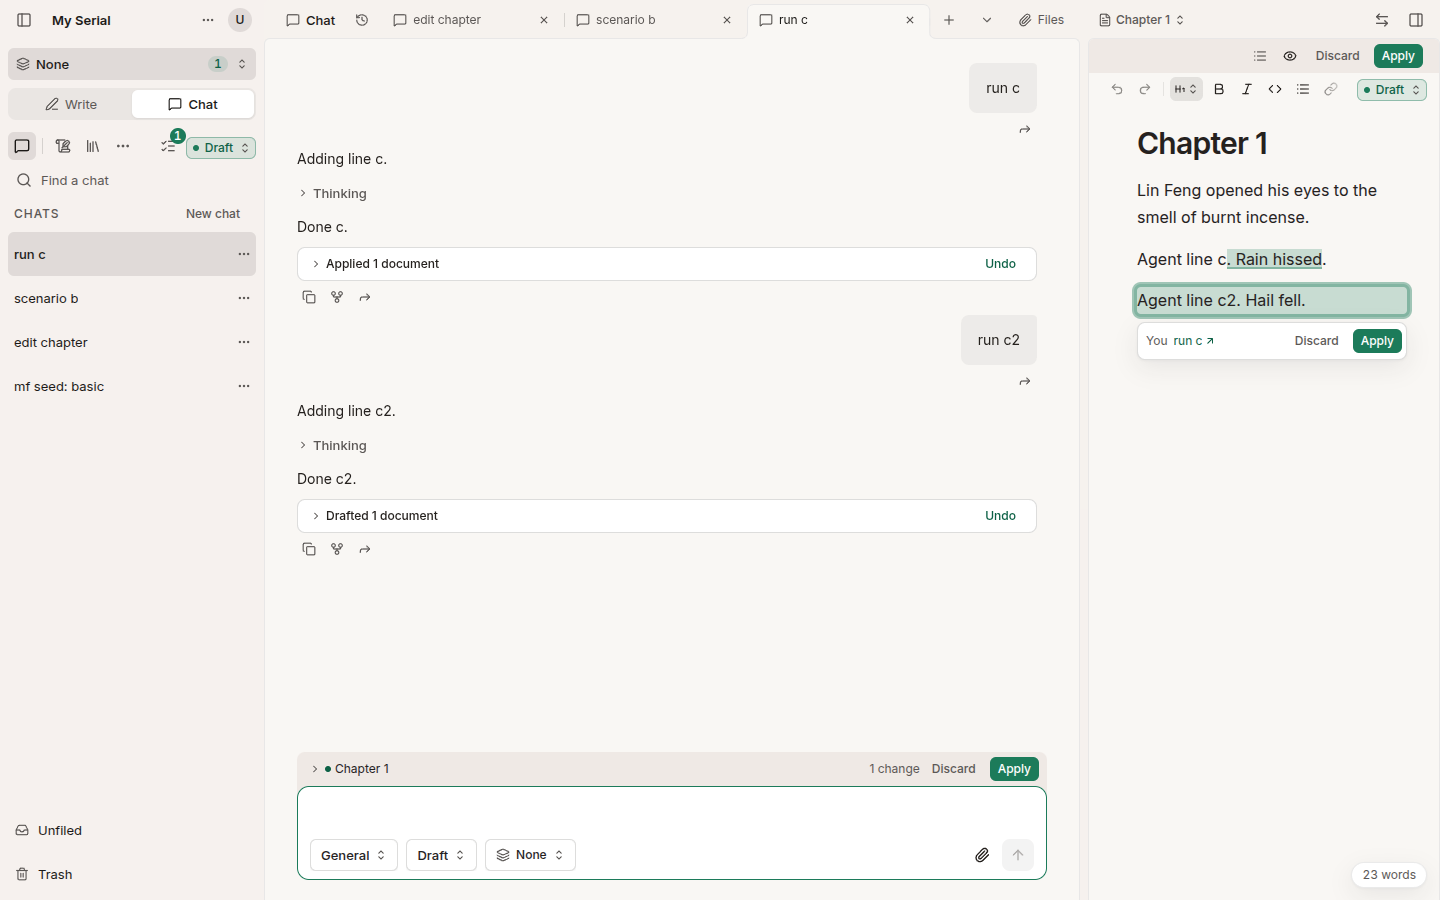 My Serial
U
None
1
Write
Chat
1
Draft
Find a chat
CHATS
New chat
run c
scenario b
edit chapter
mf seed: basic
Unfiled
Trash
Chat
edit chapter
scenario b
run c
Files
run c
Adding line c.
Thinking
Done c.
Applied 1 document
Undo
run c2
Adding line c2.
Thinking
Done c2.
Drafted 1 document
Undo
Chapter 1
1 change
Discard
Apply
General
Draft
None
Chapter 1
Discard
Apply
H1
B
I
Draft
Chapter 1
Lin Feng opened his eyes to the
smell of burnt incense.
Agent line c. Rain hissed.
Agent line c2. Hail fell.
You run c
Discard
Apply
23 words